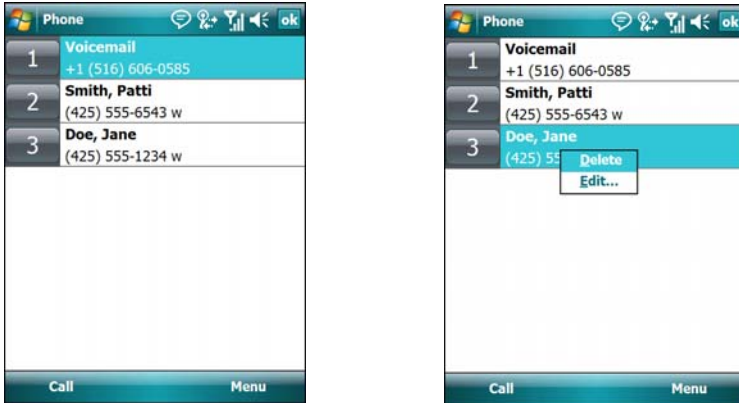 Phone
ok
1
Voicemail
+1 (516) 606-0585
2
Smith, Patti
(425) 555-6543 w
3
Doe, Jane
(425) 555-1234 w
Call
Menu
Phone
ok
1
Voicemail
+1 (516) 606-0585
2
Smith, Patti
(425) 555-6543 w
3
Doe, Jane
(425) 55
Delete
Edit...
Call
Menu